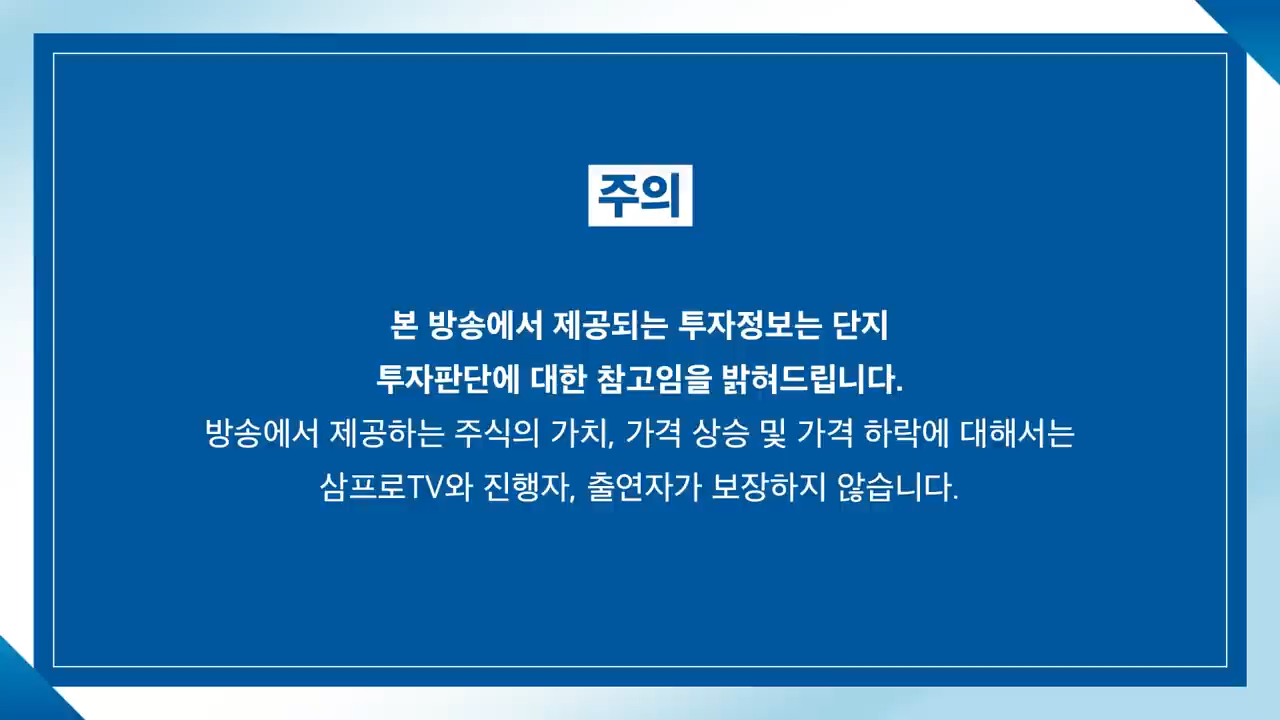 주의
본 방송에서 제공되는 투자정보는 단지
투자판단에 대한 참고임을 밝혀드립니다.
방송에서 제공하는 주식의 가치, 가격 상승 및 가격 하락에 대해서는
삼프로TV와 진행자, 출연자가 보장하지 않습니다.